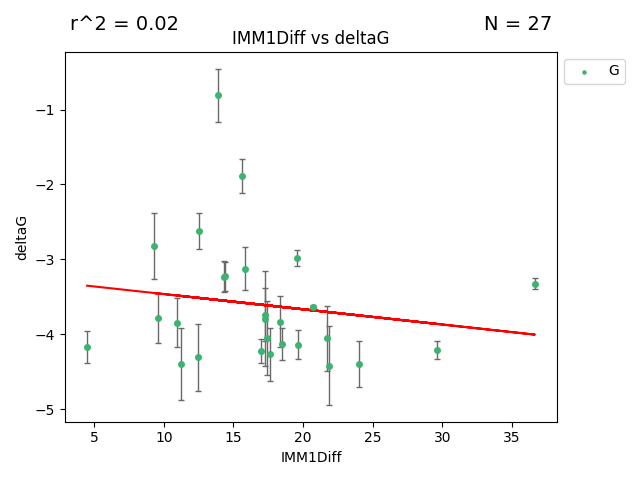 r^2 = 0.02
N = 27
IMM1Diff vs deltaG
G
−1
−2
−3
−4
−5
deltaG
5 10 15 20 25 30 35
IMM1Diff